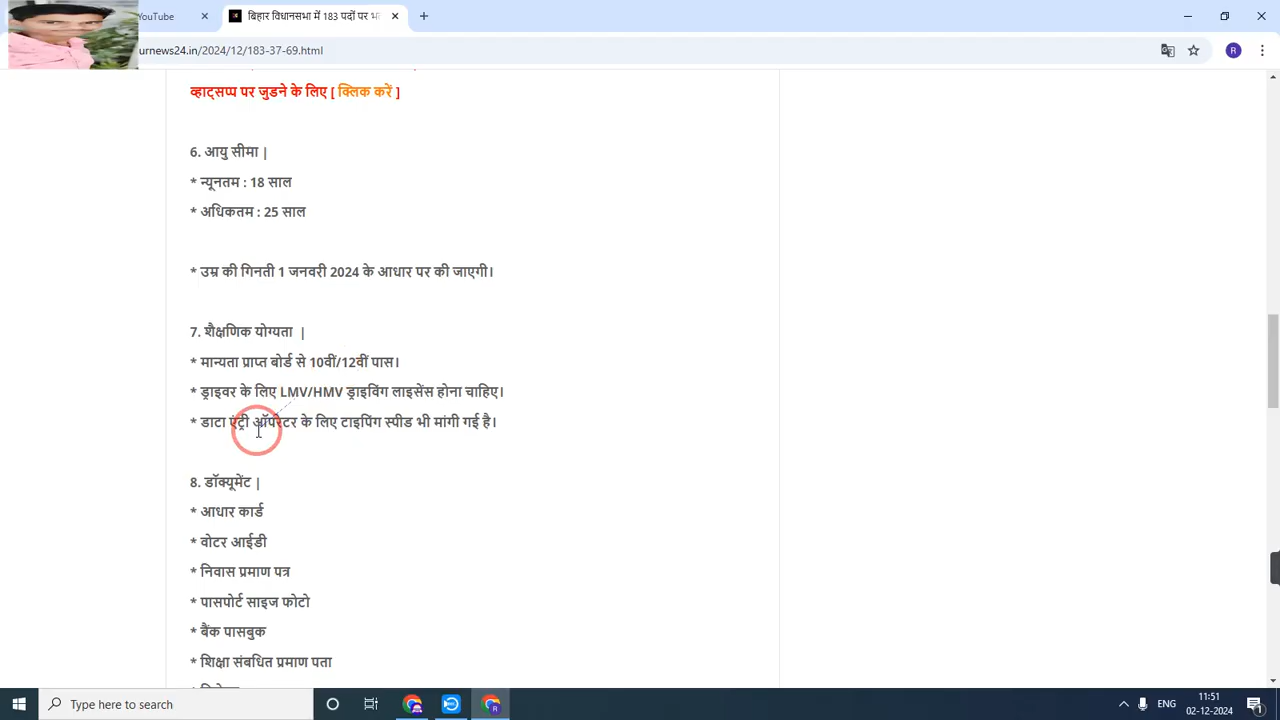 YouTube
बिहार विधानसभा में 183 पदों पर भ
urnews24.in/2024/12/183-37-69.html
R
व्हाट्सप्प पर जुडने के लिए [ क्लिक करें ]
6. आयु सीमा |
* न्यूनतम : 18 साल
* अधिकतम : 25 साल
* उम्र की गिनती 1 जनवरी 2024 के आधार पर की जाएगी।
7. शैक्षणिक योग्यता |
* मान्यता प्राप्त बोर्ड से 10वीं/12वीं पास।
* ड्राइवर के लिए LMV/HMV ड्राइविंग लाइसेंस होना चाहिए।
* डाटा एंट्री ऑपरेटर के लिए टाइपिंग स्पीड भी मांगी गई है।
8. डॉक्यूमेंट |
* आधार कार्ड
* वोटर आईडी
* निवास प्रमाण पत्र
* पासपोर्ट साइज फोटो
* बैंक पासबुक
* शिक्षा संबधित प्रमाण पता
Type here to search
ENG
11:51
02-12-2024